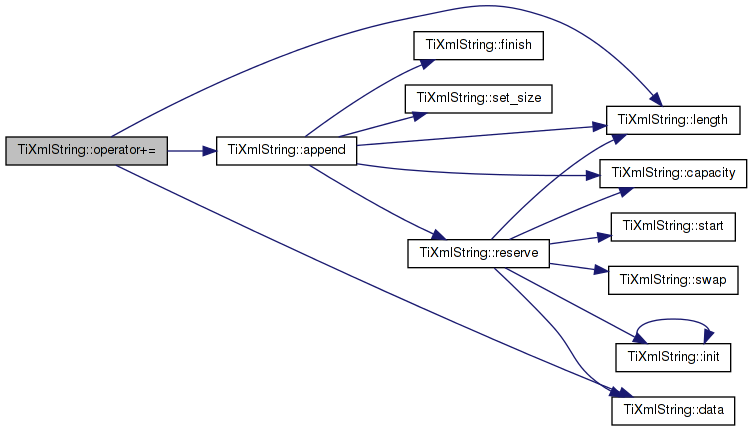 TiXmlString::finish
TiXmlString::set_size
TiXmlString::length
TiXmlString::operator+=
TiXmlString::append
TiXmlString::capacity
TiXmlString::start
TiXmlString::reserve
TiXmlString::swap
TiXmlString::init
TiXmlString::data